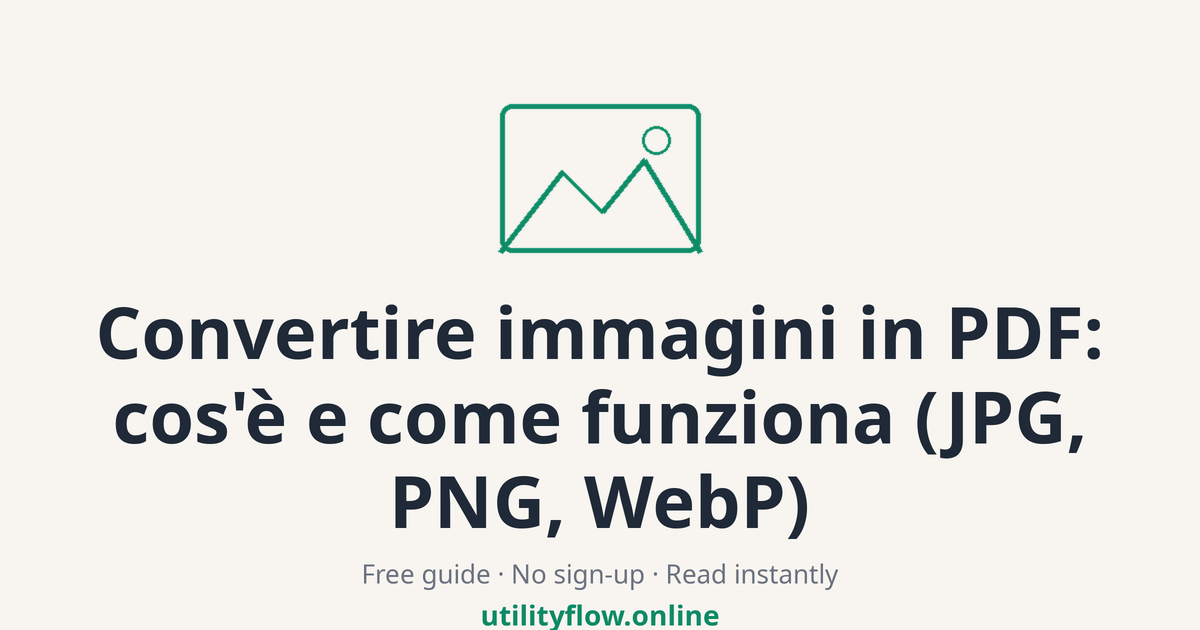 Convertire immagini in PDF:
cos'è e come funziona (JPG,
PNG, WebP)
Free guide · No sign-up · Read instantly
utilityflow.online